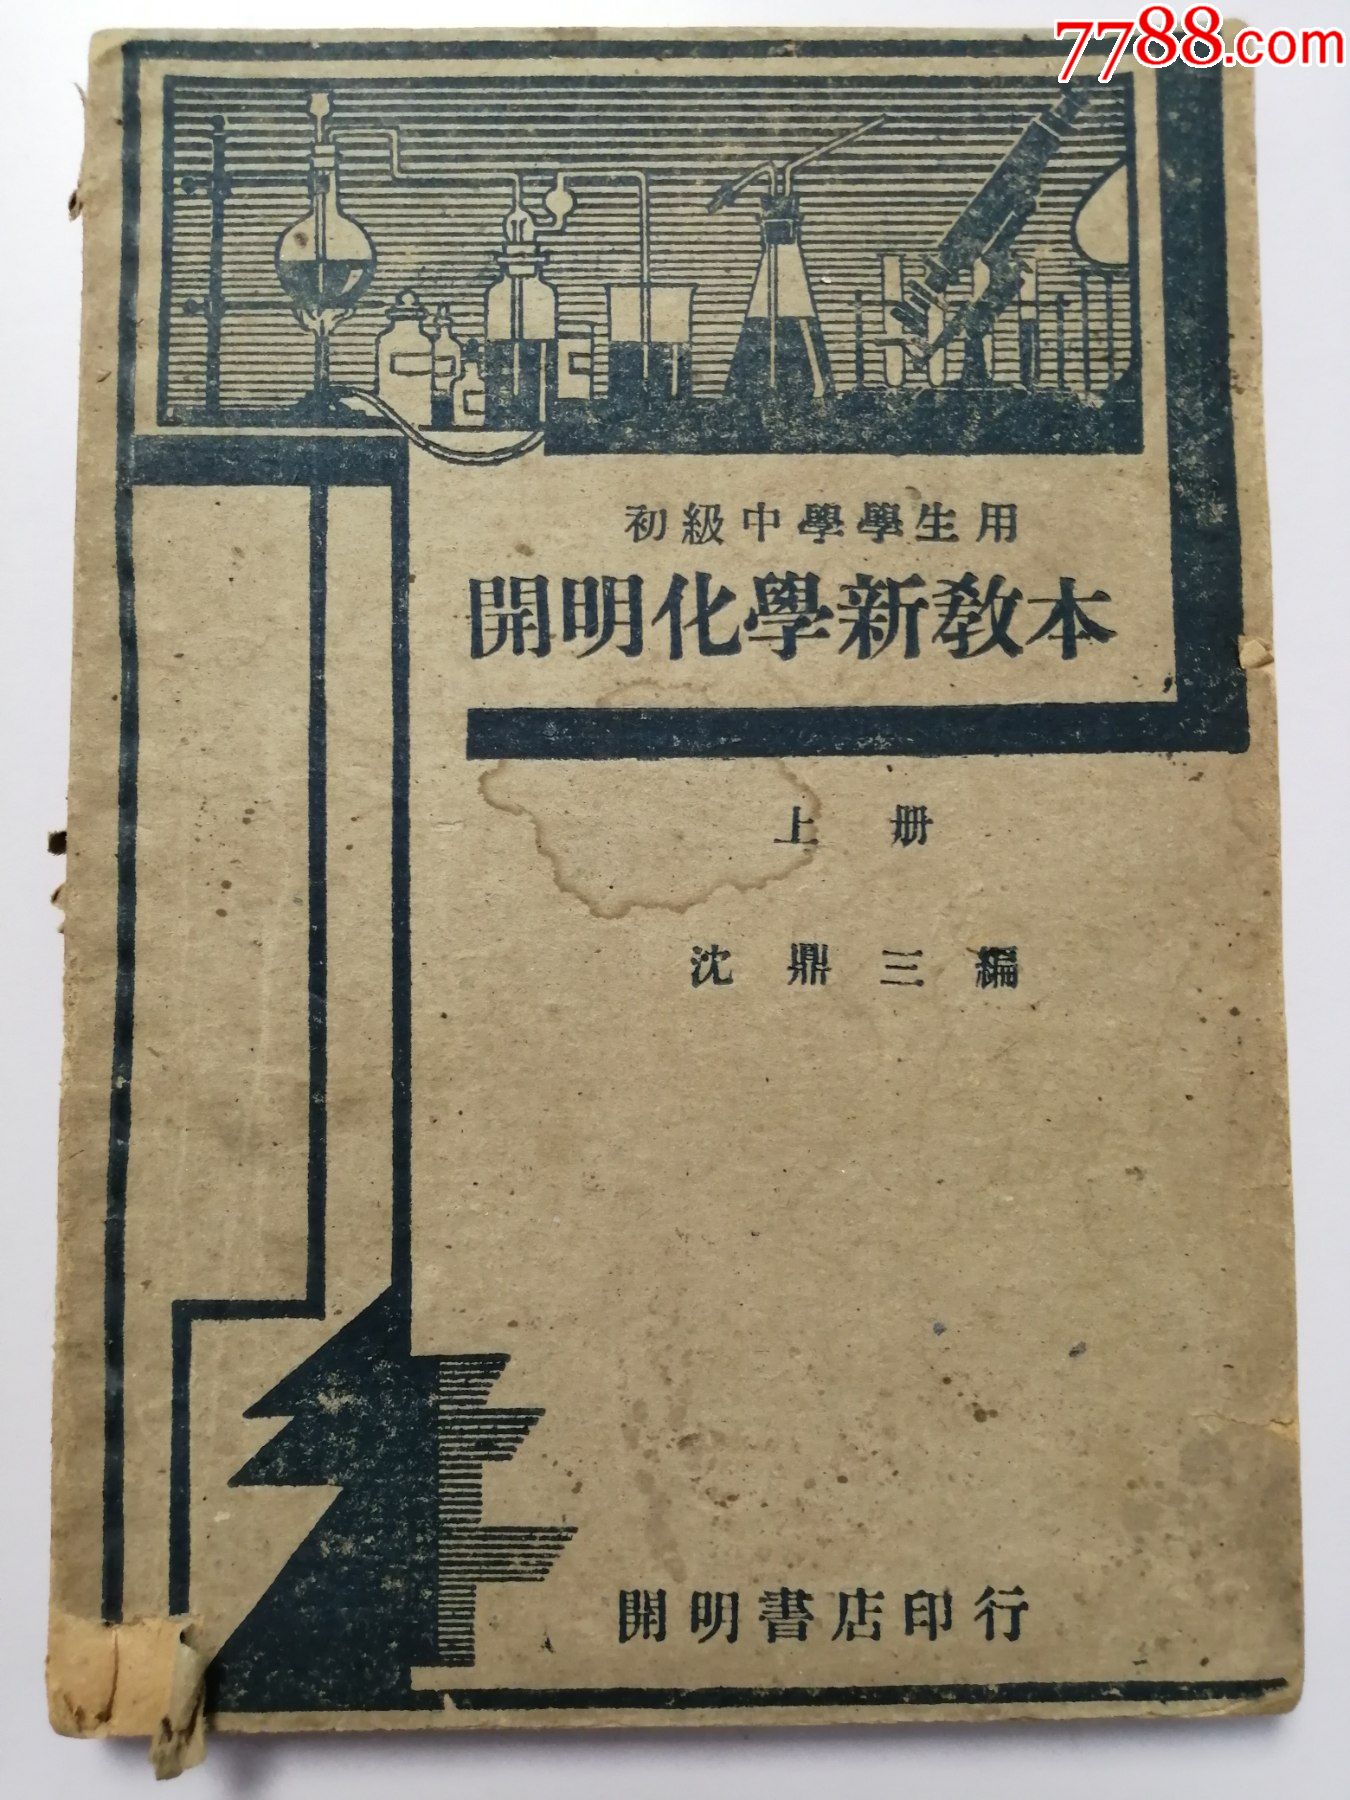 7788.com
初級中學學生用
開明化學新教本
上册
沈鼎三編
開明書店印行